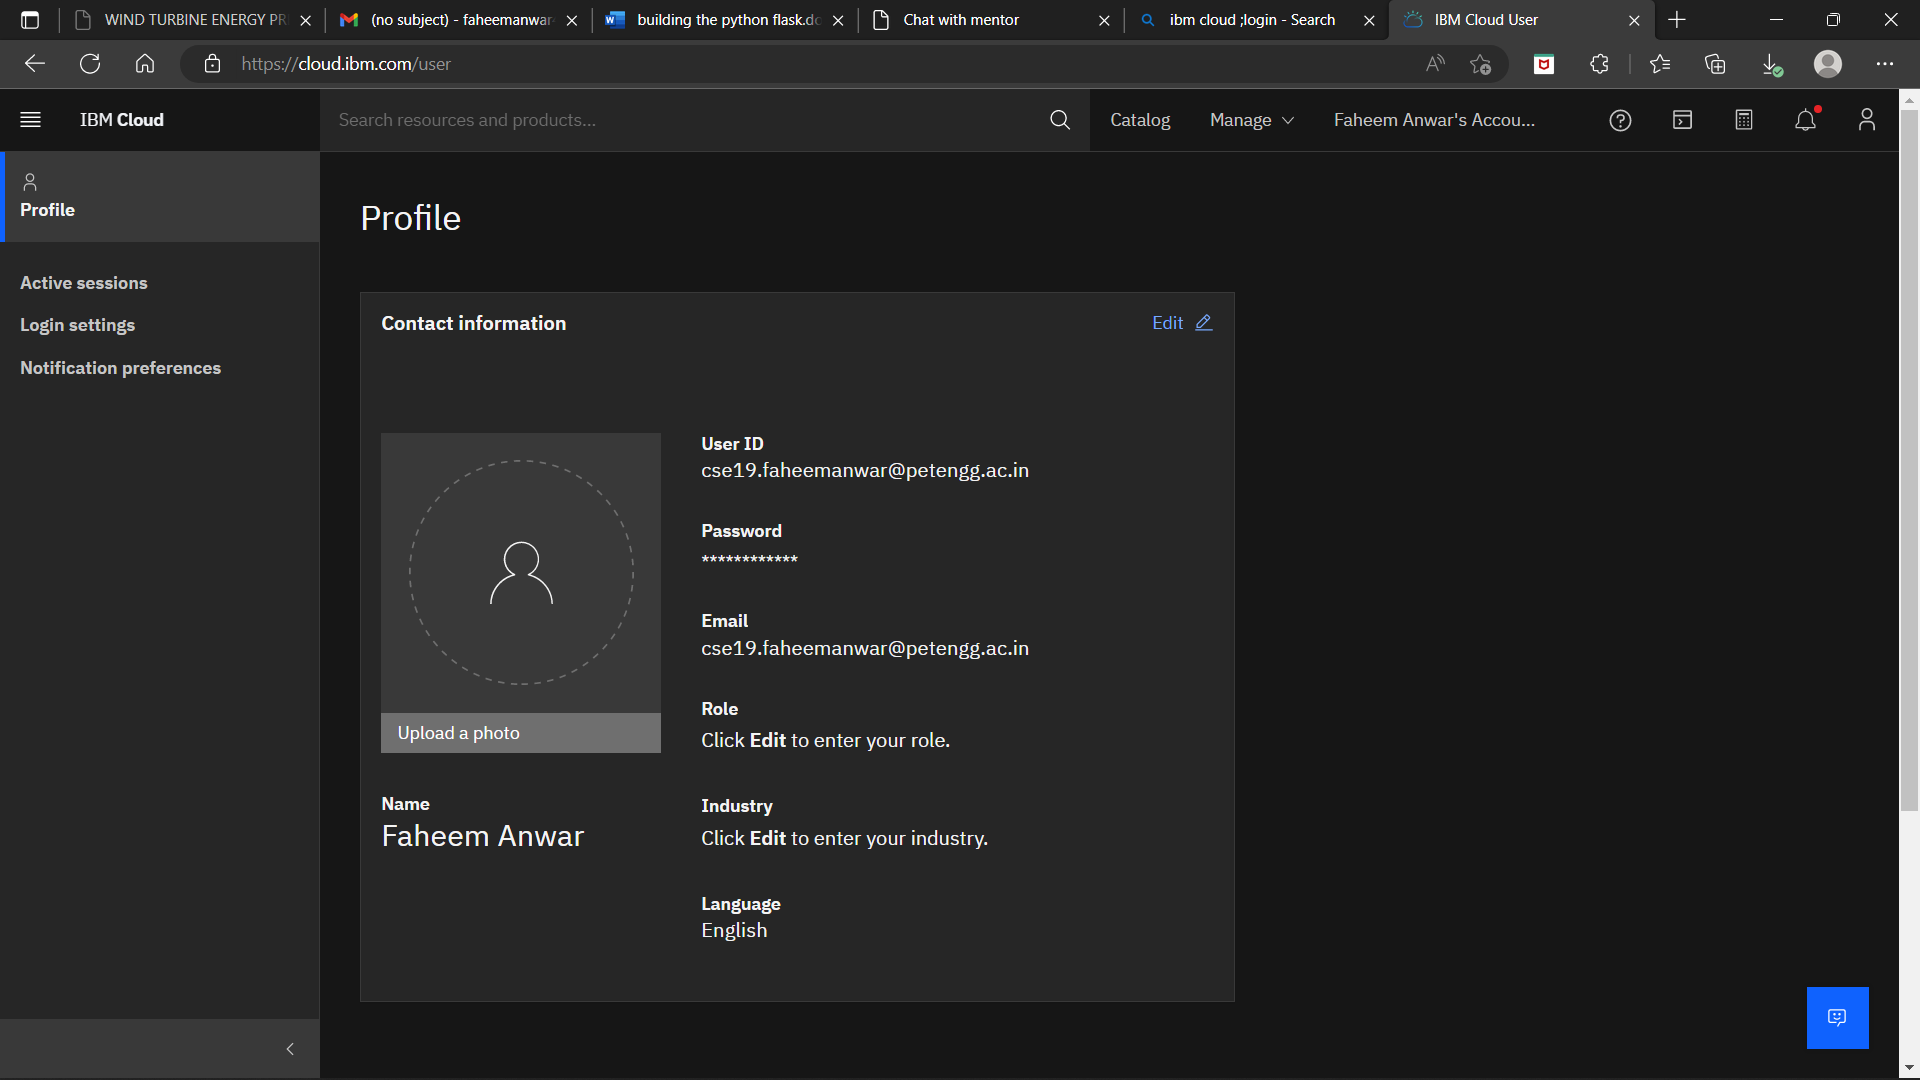 WIND TURBINE ENERGY PR
(no subject) - faheemanwar
building the python flask.do
Chat with mentor
ibm cloud ;login - Search
IBM Cloud User
https://cloud.ibm.com/user
IBM Cloud
Search resources and products...
Catalog
Manage
Faheem Anwar's Accou...
Profile
Active sessions
Login settings
Notification preferences
Profile
Contact information
Edit
User ID
cse19.faheemanwar@petengg.ac.in
Password
************
Email
cse19.faheemanwar@petengg.ac.in
Role
Click Edit to enter your role.
Upload a photo
Name
Faheem Anwar
Industry
Click Edit to enter your industry.
Language
English